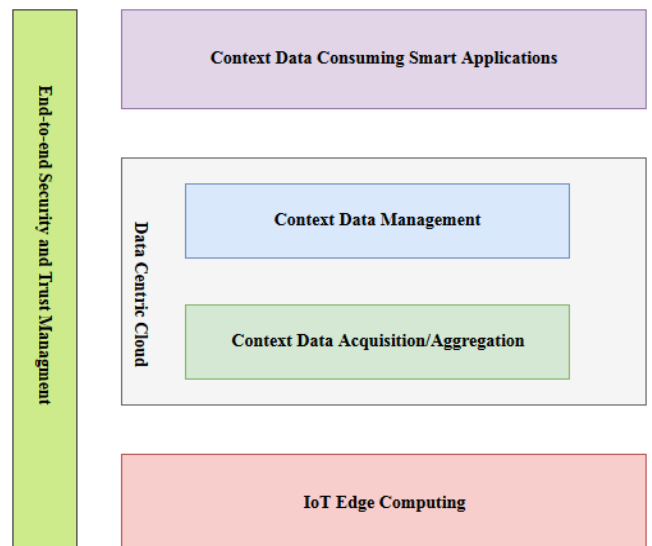 End-to-end Security and Trust Managment
Context Data Consuming Smart Applications
Data Centric Cloud
Context Data Management
Context Data Acquisition/Aggregation
IoT Edge Computing